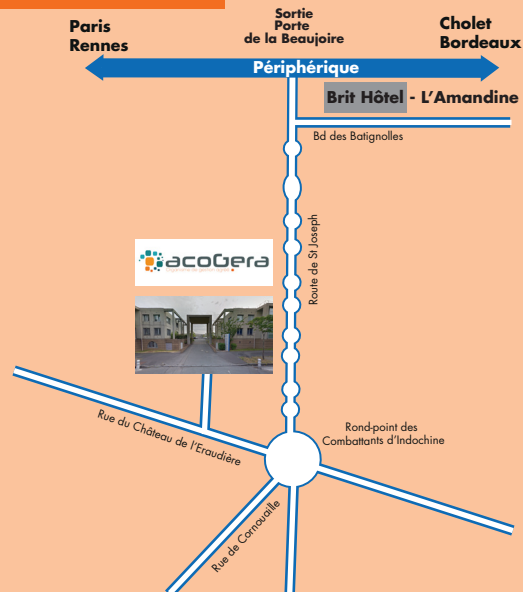 Paris
Rennes
Sortie
Porte
de la Beaujoire
Cholet
Bordeaux
Périphérique
Brit Hôtel - L'Amandine
Bd des Batignolles
Route de St Joseph
acoGera
Rond-point des
Combattants d'Indochine
Rue du Château de l'Eraudière
Rue de Cornouaille